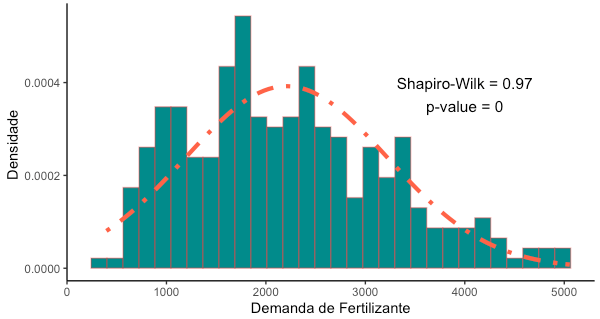 Densidade
0.0004
0.0002
0.0000
Shapiro-Wilk = 0.97
p-value = 0
0
1000
2000
3000
4000
5000
Demanda de Fertilizante